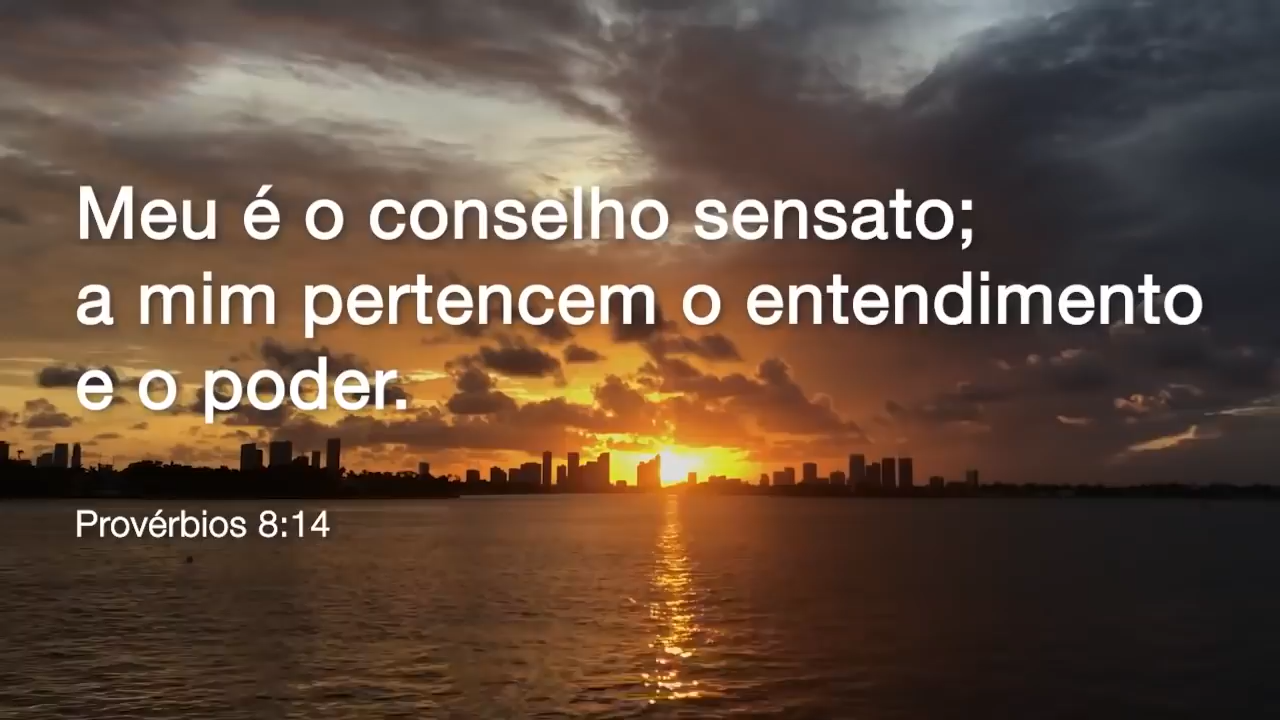 Meu é o conselho sensato;
a mim pertencem o entendimento
e o poder.
Provérbios 8:14